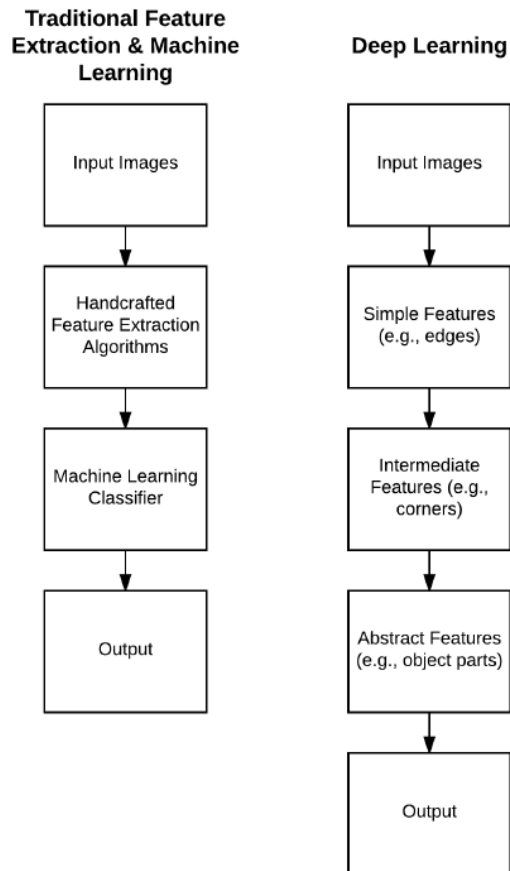 Traditional Feature
Extraction & Machine
Learning
Input Images
Handcrafted
Feature Extraction
Algorithms
Machine Learning
Classifier
Output
Deep Learning
Input Images
Simple Features
(e.g., edges)
Intermediate
Features (e.g.,
corners)
Abstract Features
(e.g., object parts)
Output